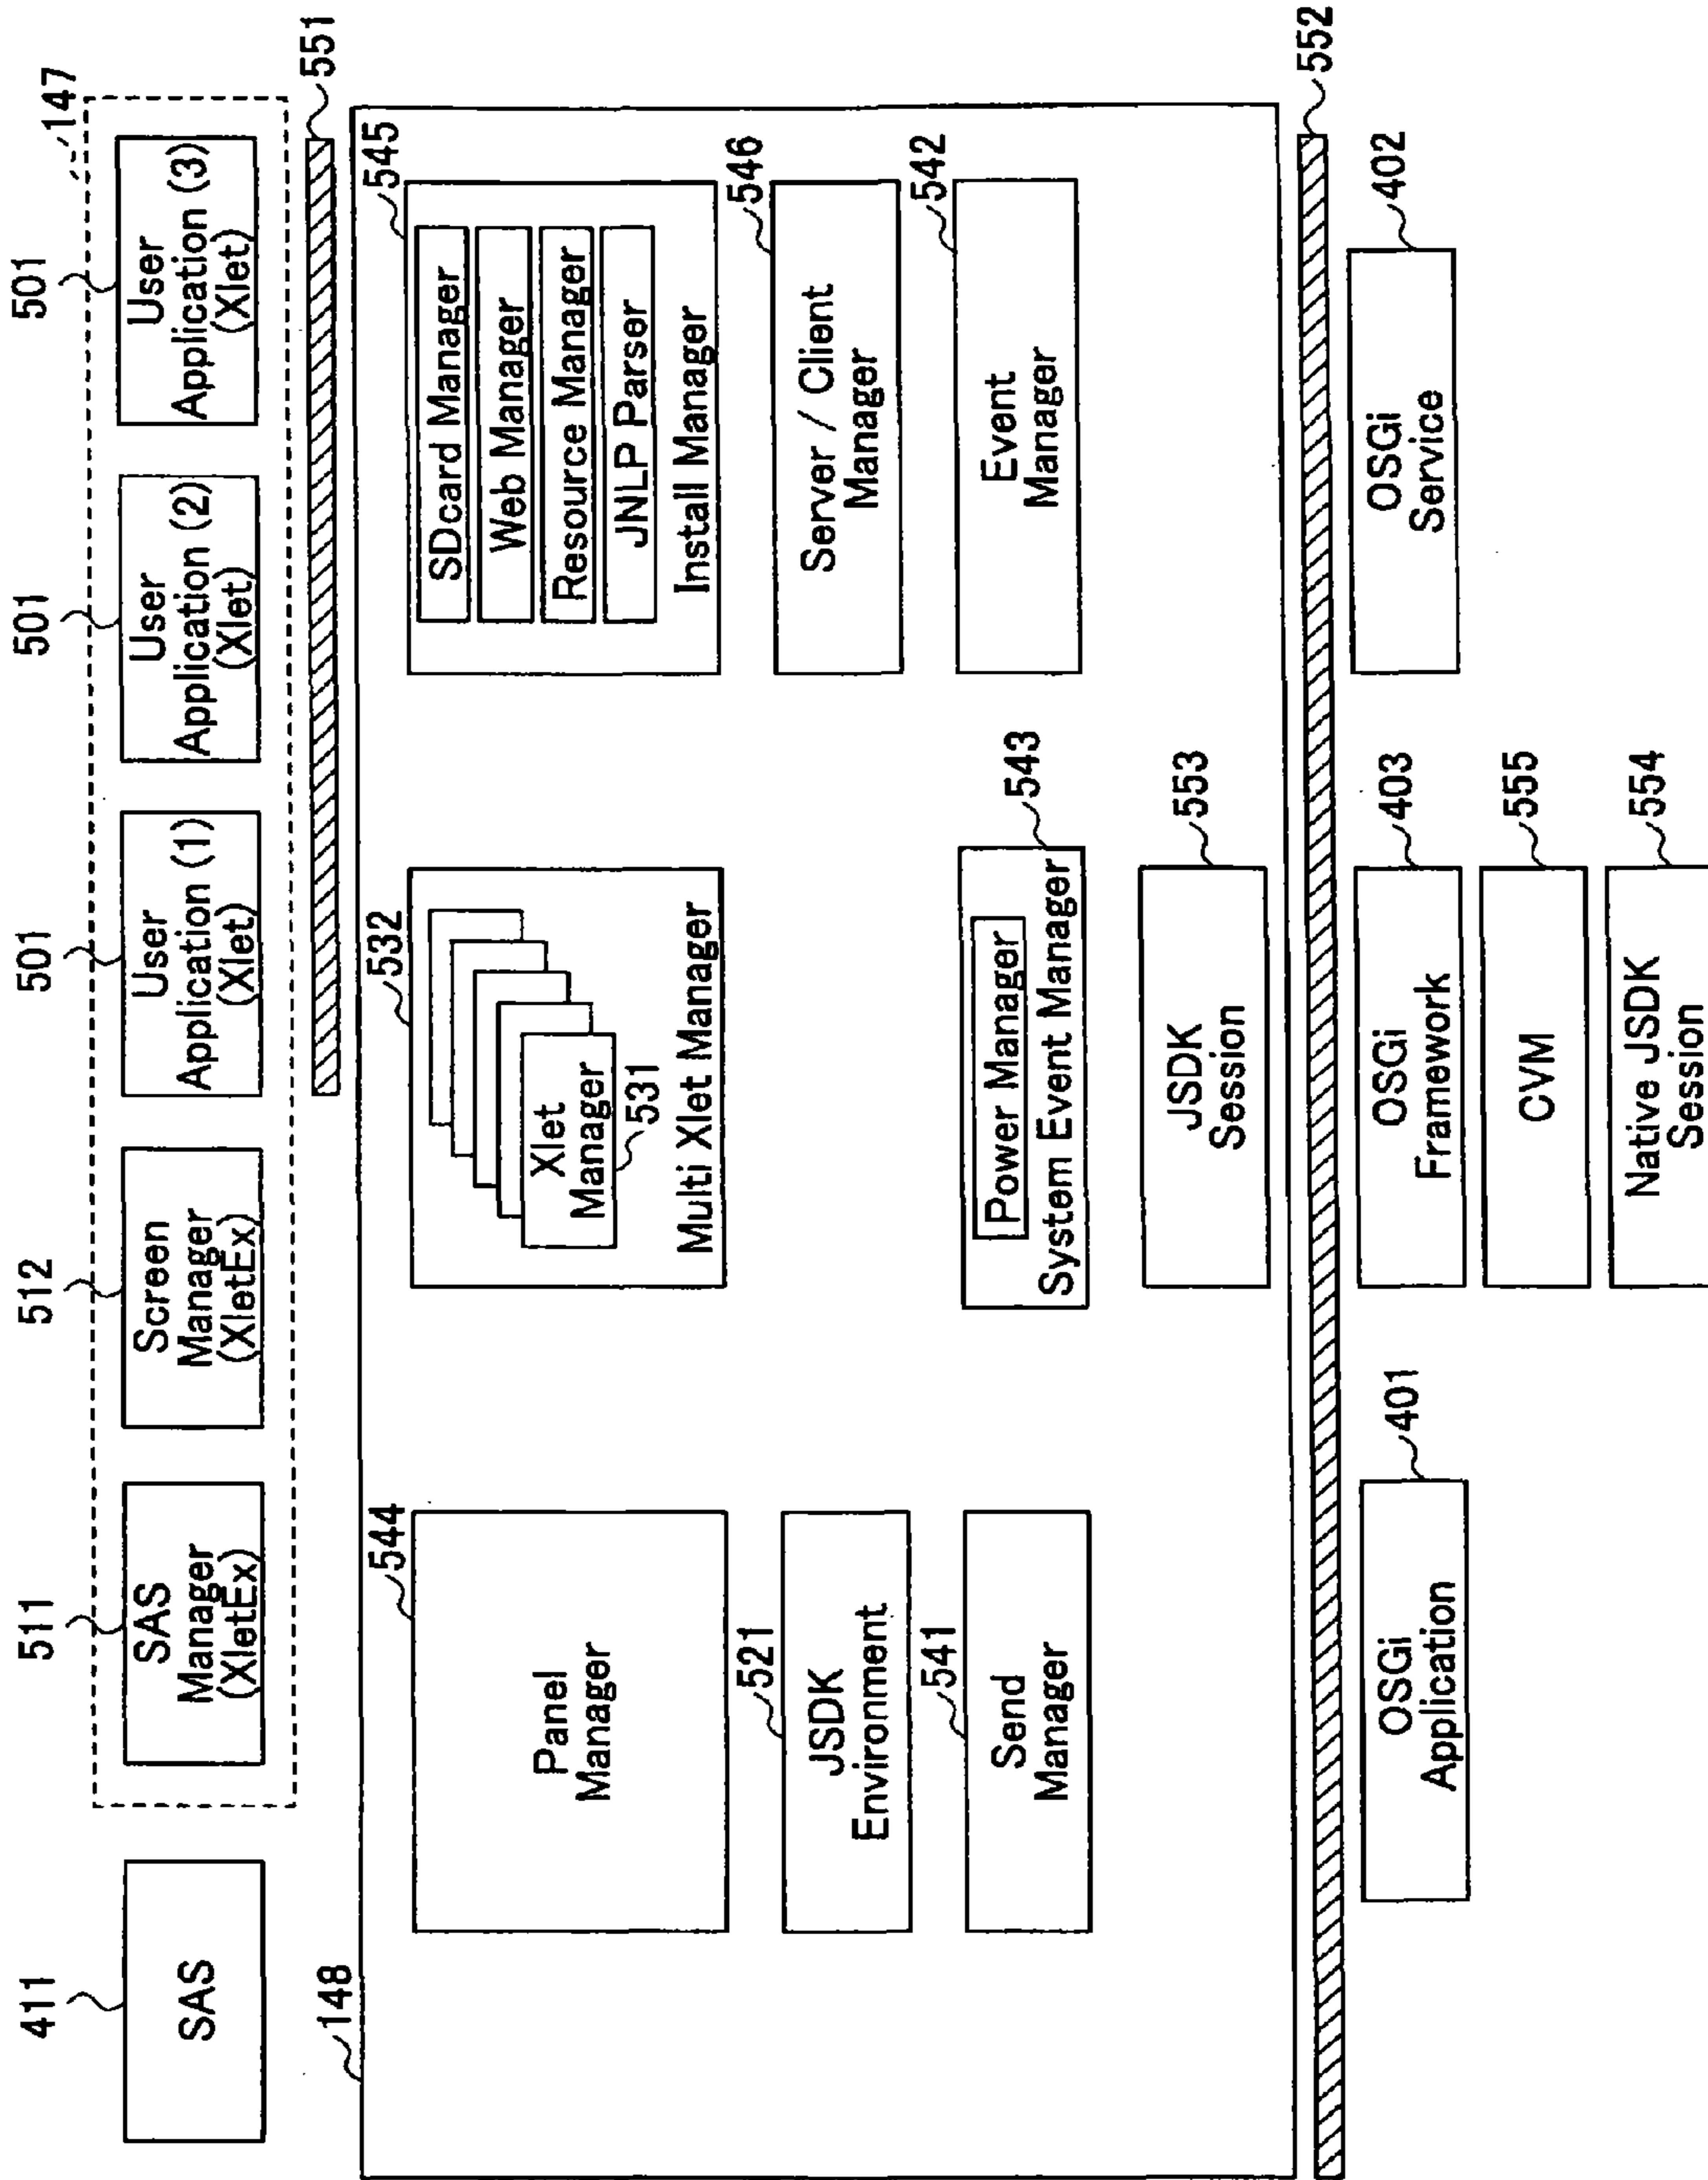 411
SAS
511
SAS
Manager
(XletEx)
512
Screen
Manager
(XletEx)
501
User
Application (1)
(Xlet)
501
User
Application (2)
(Xlet)
501
User
Application (3)
(Xlet)
147
551
148
544
Panel
Manager
532
Xlet
Manager
531
Multi Xlet Manager
545
SDcard Manager
Web Manager
Resource Manager
JNLP Parser
Install Manager
521
JSDK
Environment
546
Server / Client
Manager
541
Send
Manager
543
Power Manager
System Event Manager
542
Event
Manager
553
JSDK
Session
552
401
OSGi
Application
403
OSGi
Framework
402
OSGi
Service
555
CVM
554
Native JSDK
Session